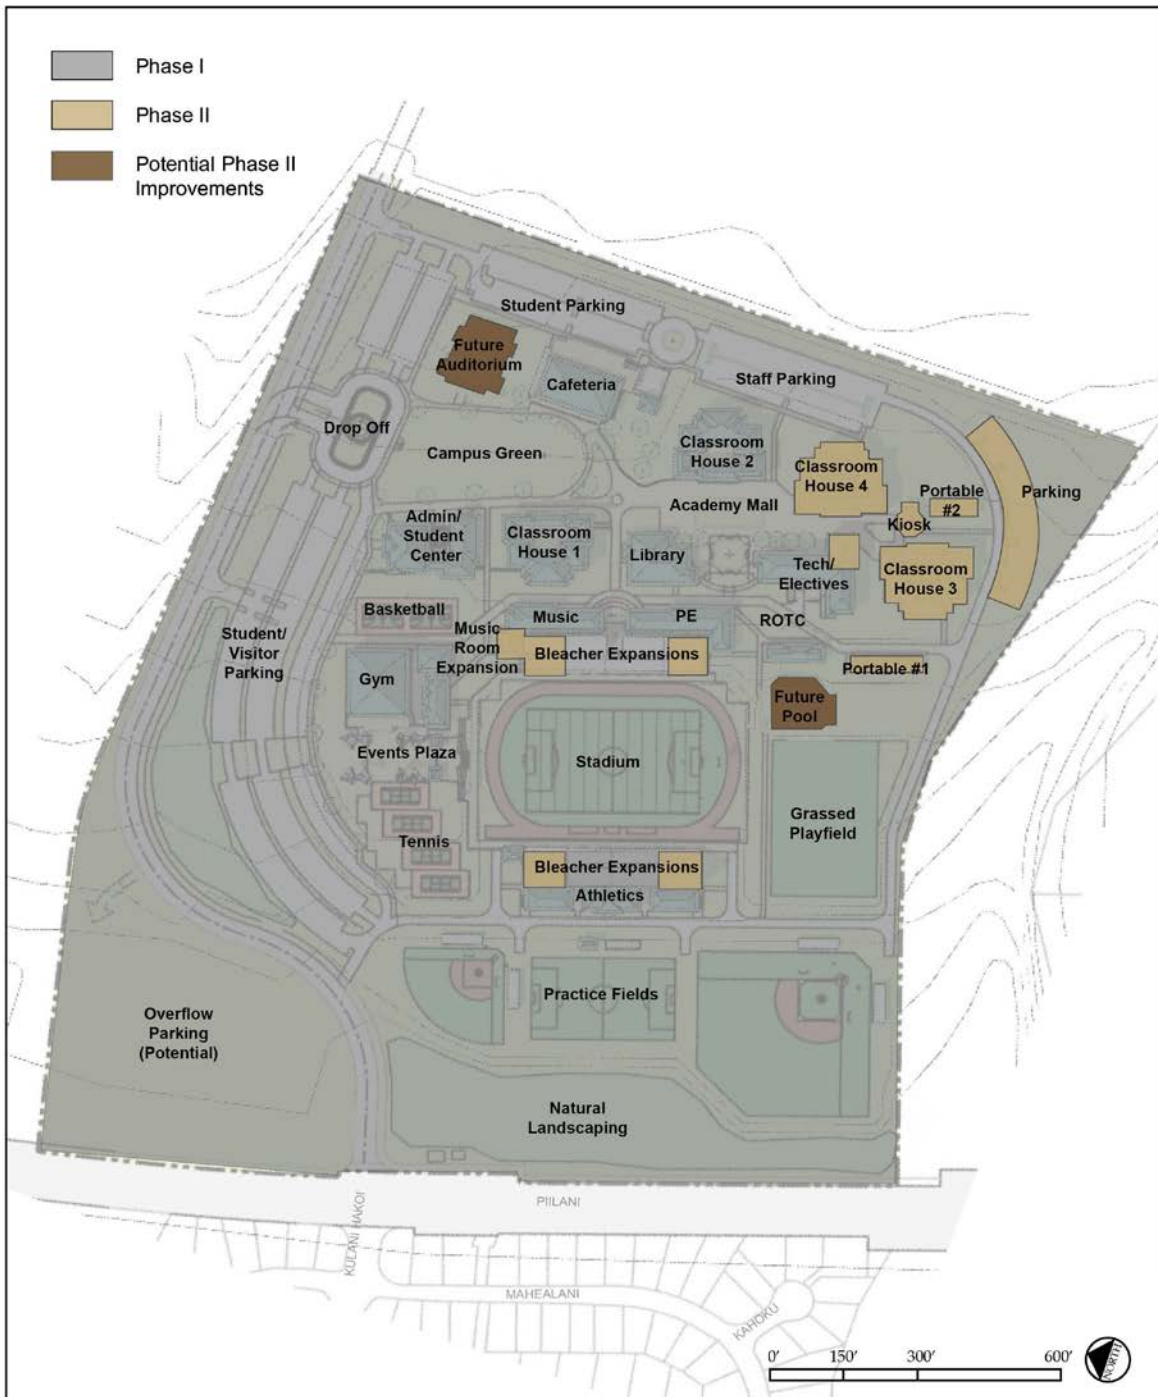 Phase I
Phase II
Potential Phase II
Improvements
Student Parking
Future
Auditorium
Cafeteria
Staff Parking
Drop Off
Campus Green
Classroom
House 2
Classroom
House 4
Portable
#2
Parking
Academy Mall
Kiosk
Admin/
Student
Center
Classroom
House 1
Library
Tech/
Electives
Classroom
House 3
Basketball
Music
PE
ROTC
Student/
Visitor
Parking
Music
Room
Expansion
Bleacher Expansions
Portable #1
Gym
Future
Pool
Events Plaza
Stadium
Grassed
Playfield
Tennis
Bleacher Expansions
Athletics
Practice Fields
Overflow
Parking
(Potential)
Natural
Landscaping
PIILANI
KULANI HAKOI
MAHEALANI
KAHOKU
0' 150' 300' 600'
NORTH